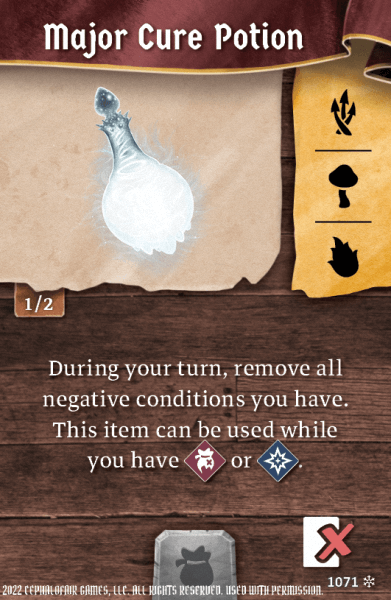 Major Cure Potion
1/2
During your turn, remove all
negative conditions you have.
This item can be used while
you have or .
1071
2022 CEPHALOFAIR GAMES, LLC. ALL RIGHTS RESERVED. USED WITH PERMISSION.